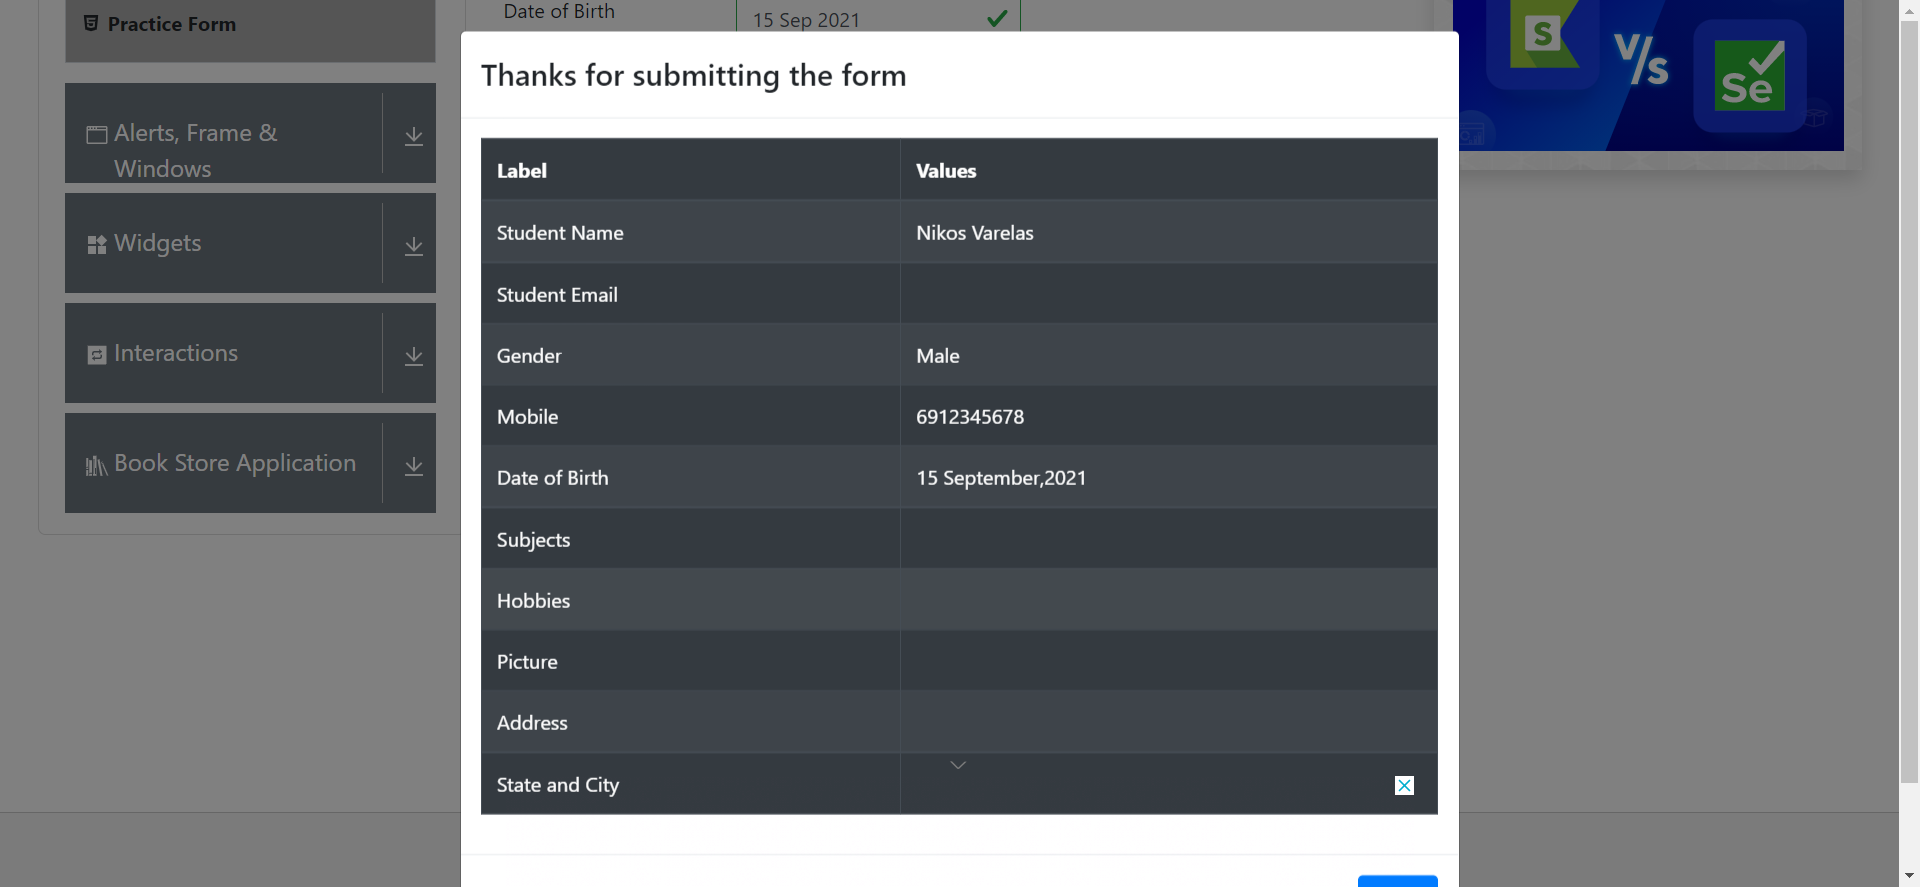 Practice Form
Date of Birth
15 Sep 2021
S
V/s
Se
Thanks for submitting the form
Alerts, Frame &
Windows
Widgets
Interactions
Book Store Application
Label Values
Student Name Nikos Varelas
Student Email
Gender Male
Mobile 6912345678
Date of Birth 15 September,2021
Subjects
Hobbies
Picture
Address
State and City